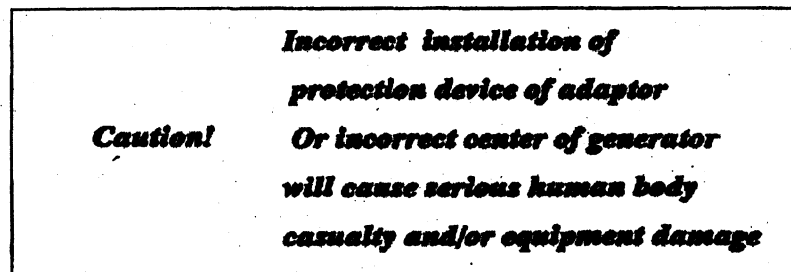 Incorrect installation of
protection device of adaptor
Caution! Or incorrect center of generator
will cause serious human body
casualty and/or equipment damage